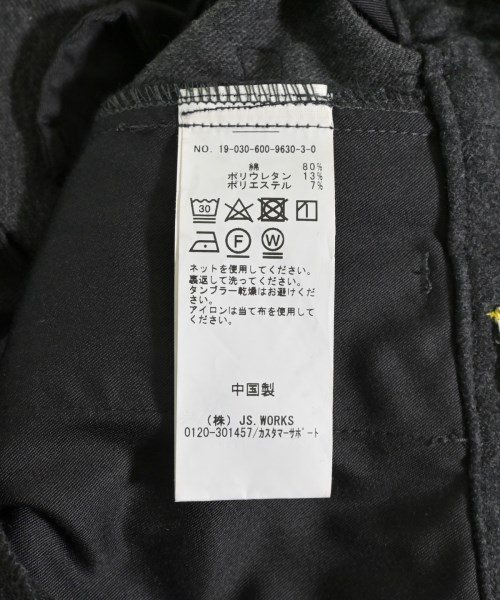 NO. 19-030-600-9630-3-0
綿 80%
ポリウレタン 13%
ポリエステル 7%
30
F W
ネットを使用してください。
裏返して洗ってください。
タンブラー乾燥はお避けくだ
さい。
アイロンは当て布を使用して
ください。
中国製
(株) JS.WORKS
0120-301457/カスタマーサポート